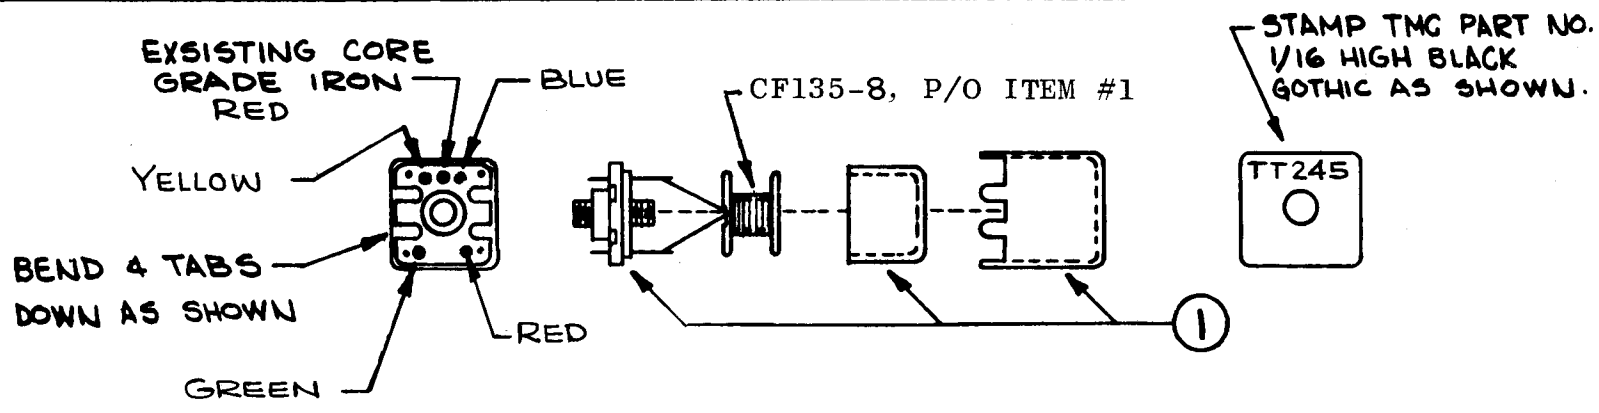 EXSISTING CORE
GRADE IRON
RED
BLUE
YELLOW
BEND 4 TABS
DOWN AS SHOWN
GREEN
RED
CF135-8, P/O ITEM #1
1
STAMP TMC PART NO.
1/16 HIGH BLACK
GOTHIC AS SHOWN.
TT245